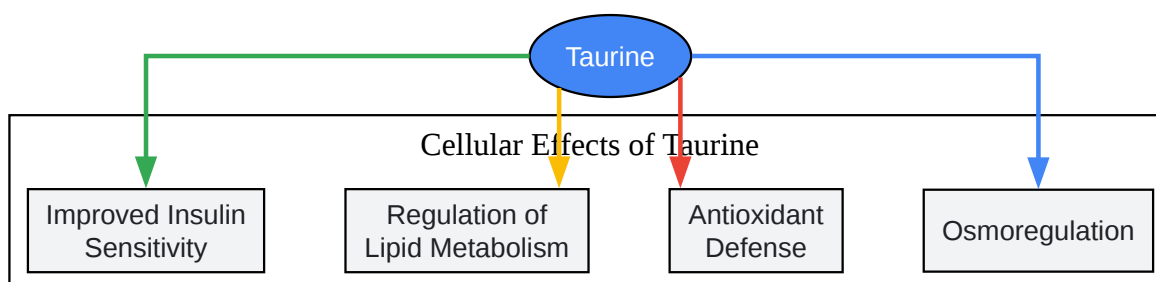 Taurine
Cellular Effects of Taurine
Improved Insulin
Sensitivity
Regulation of
Lipid Metabolism
Antioxidant
Defense
Osmoregulation